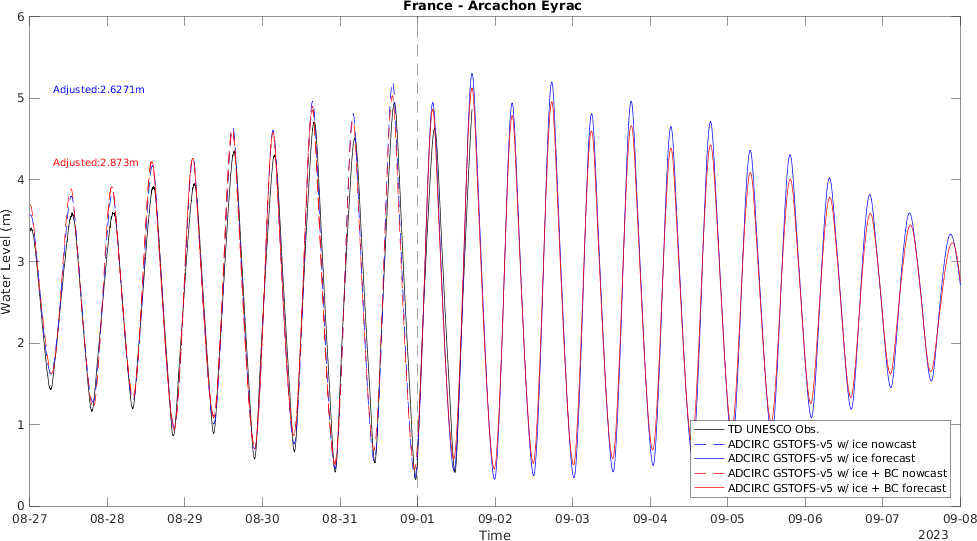 France - Arcachon Eyrac
6
5
4
3
2
1
0
Water Level (m)
Adjusted:2.6271m
Adjusted:2.873m
TD UNESCO Obs.
ADCIRC GSTOFS-v5 w/ ice nowcast
ADCIRC GSTOFS-v5 w/ ice forecast
ADCIRC GSTOFS-v5 w/ ice + BC nowcast
ADCIRC GSTOFS-v5 w/ ice + BC forecast
08-27 08-28 08-29 08-30 08-31 09-01 09-02 09-03 09-04 09-05 09-06 09-07 09-08
Time
2023